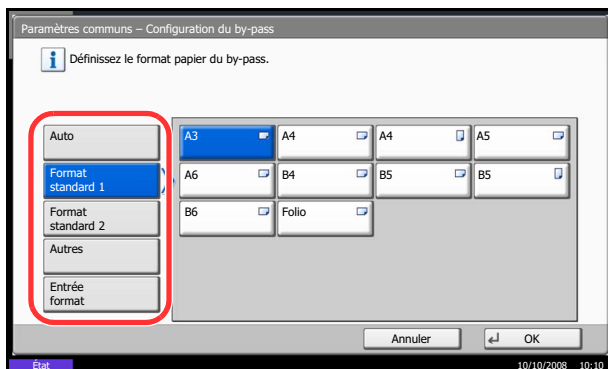 Paramètres communs – Configuration du by-pass
Définissez le format papier du by-pass.
Auto
Format
standard 1
Format
standard 2
Autres
Entrée
format
A3 A4 A4 A5
A6 B4 B5 B5
B6 Folio
Annuler OK
État 10/10/2008 10:10